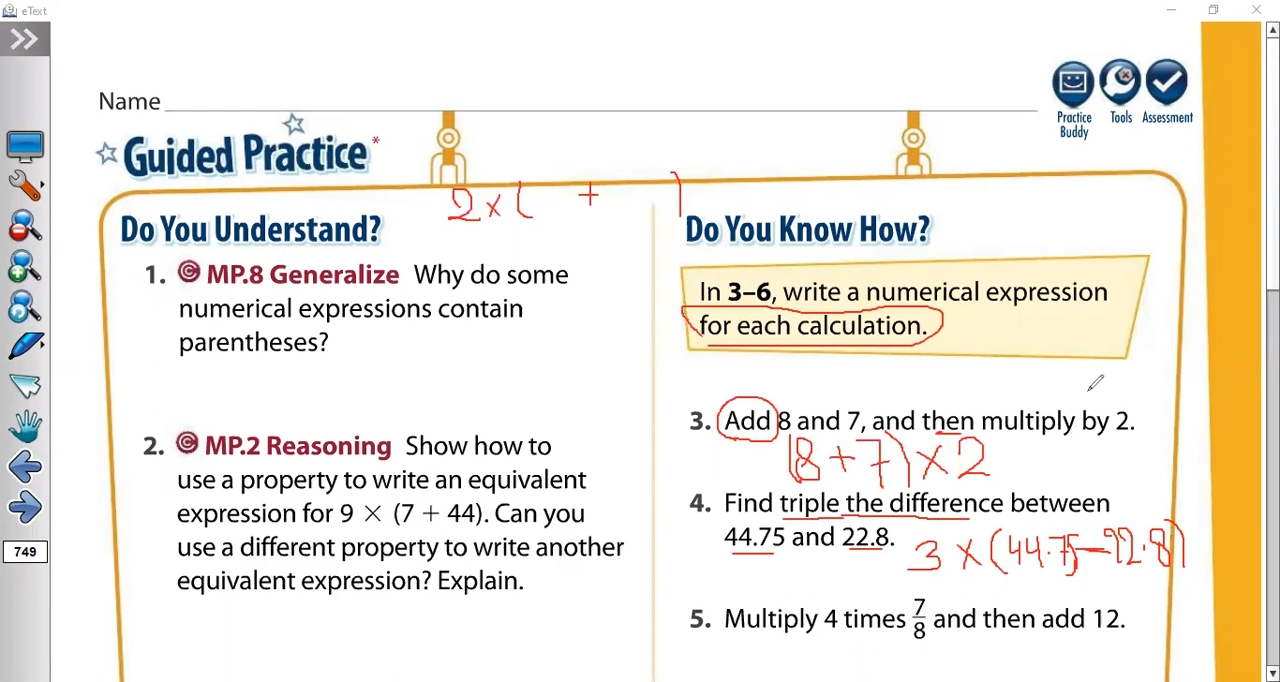 eText
Name
Guided Practice*
Practice Buddy
Tools
Assessment
2 × ( + )
Do You Understand?
1. MP.8 Generalize Why do some
numerical expressions contain
parentheses?
2. MP.2 Reasoning Show how to
use a property to write an equivalent
expression for 9 × (7 + 44). Can you
use a different property to write another
equivalent expression? Explain.
749
Do You Know How?
In 3–6, write a numerical expression
for each calculation.
3. Add 8 and 7, and then multiply by 2.
(8 + 7) × 2
4. Find triple the difference between
44.75 and 22.8.
3 × (44.75 – 22.8)
5. Multiply 4 times 7/8 and then add 12.